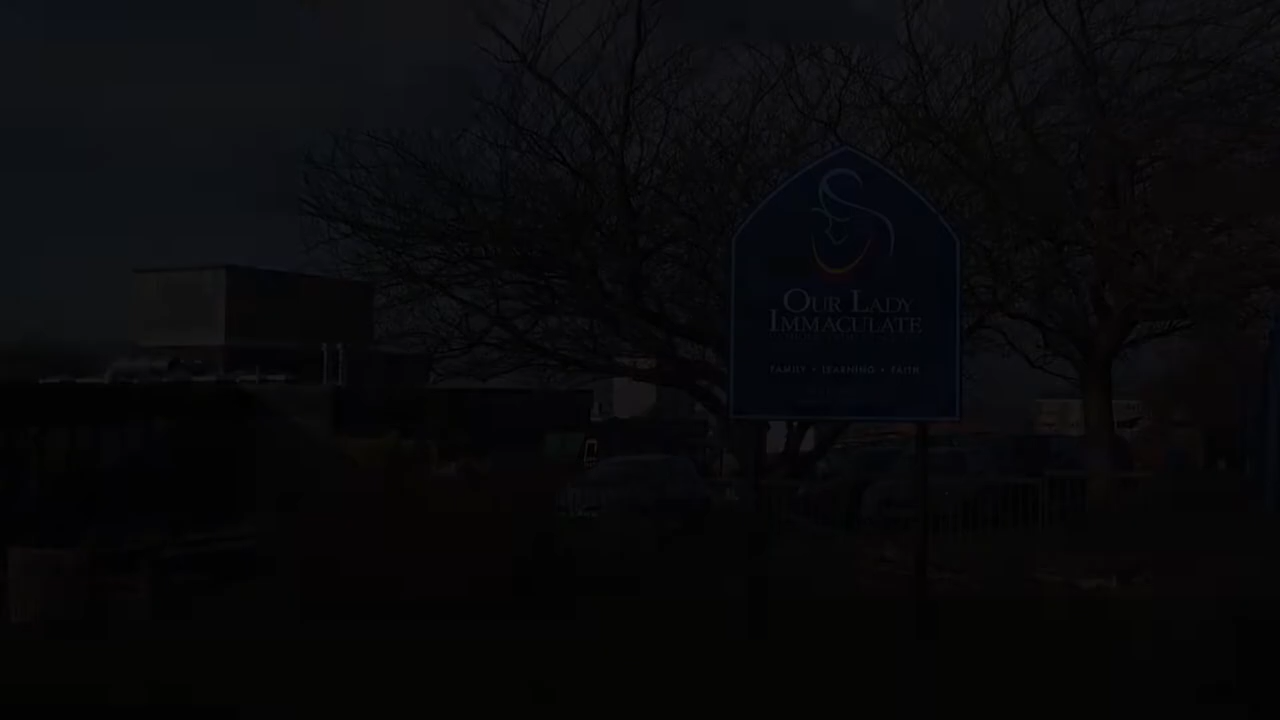 OUR LADY
IMMACULATE
FAMILY • LEARNING • FAITH